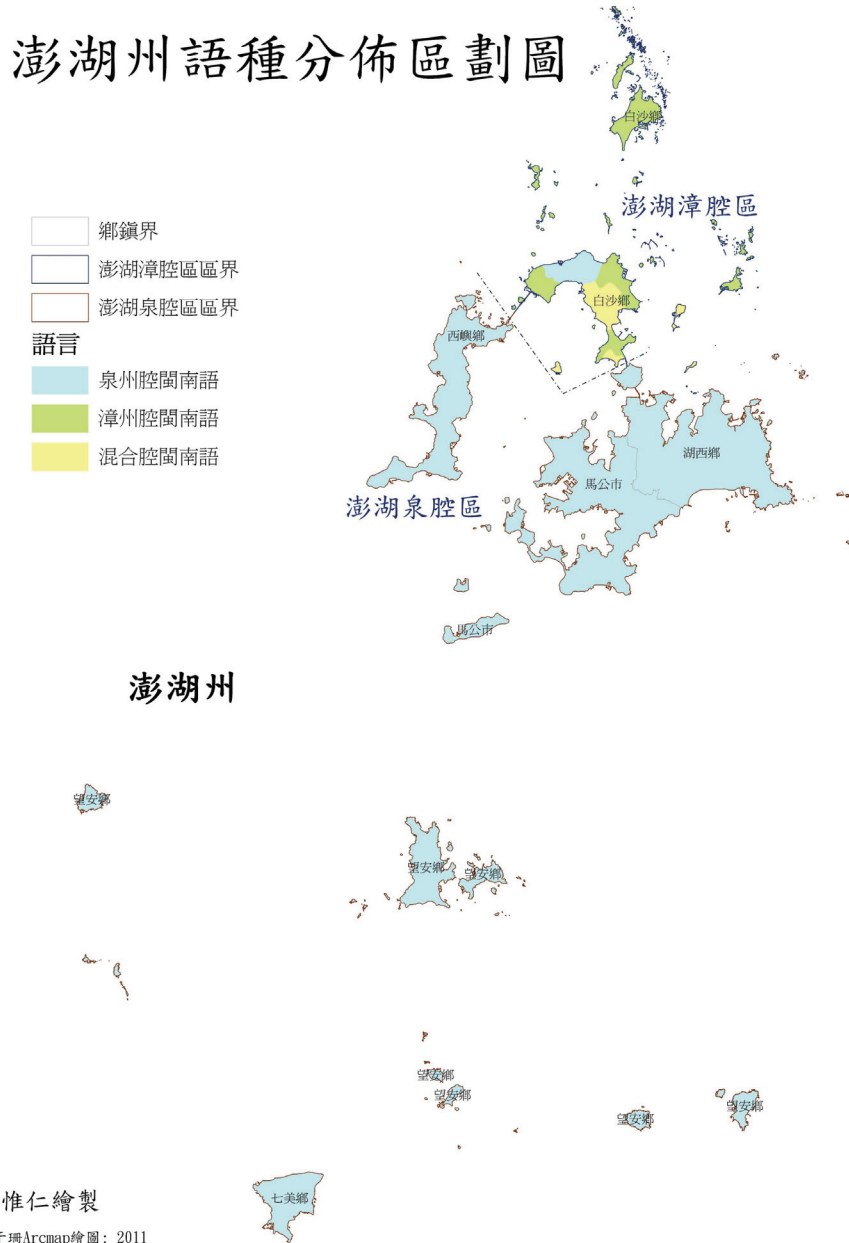 澎湖州語種分佈區劃圖
白沙鄉
澎湖漳腔區
鄉鎮界
澎湖漳腔區區界
澎湖泉腔區區界
語言
泉州腔閩南語
漳州腔閩南語
混合腔閩南語
白沙鄉
西嶼鄉
湖西鄉
馬公市
澎湖泉腔區
馬公市
澎湖州
望安鄉
望安鄉
望安鄉
望安鄉
望安鄉
望安鄉
望安鄉
七美鄉
惟仁繪製
珊Arcmap繪圖: 2011